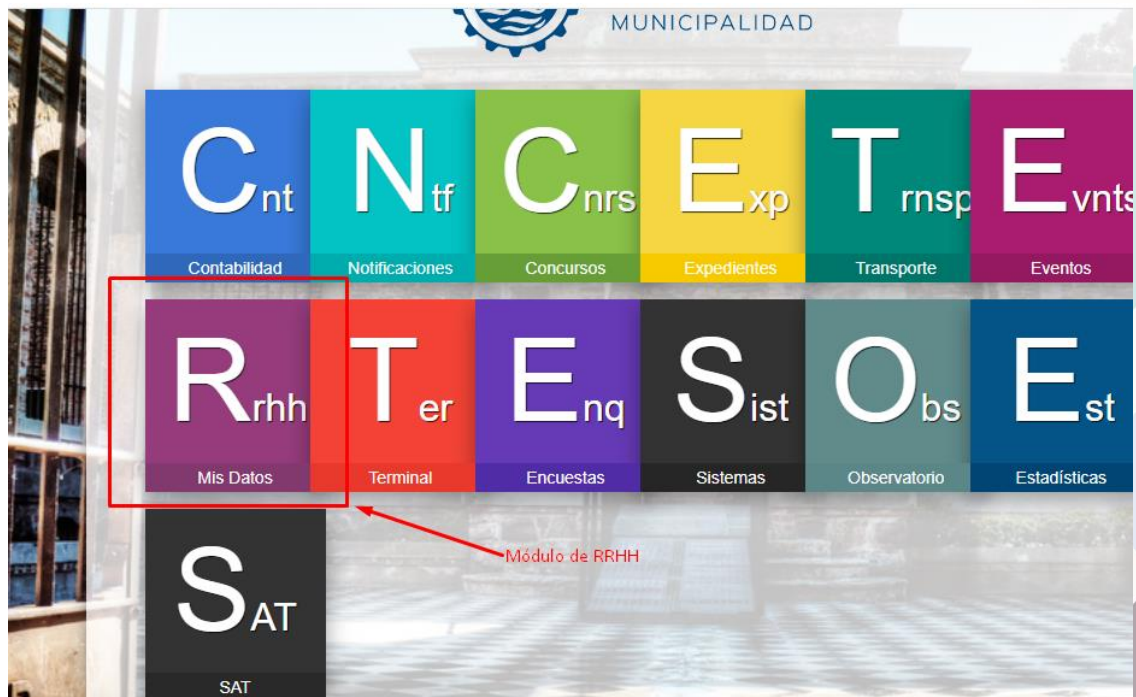 MUNICIPALIDAD
Cnt
Contabilidad
Ntf
Notificaciones
Cnrs
Concursos
Exp
Expedientes
Trnsp
Transporte
Evnts
Eventos
Rrhh
Mis Datos
Ter
Terminal
Enq
Encuestas
Sist
Sistemas
Obs
Observatorio
Est
Estadísticas
Módulo de RRHH
SAT
SAT